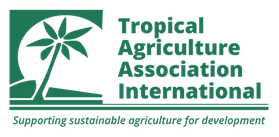 Tropical
Agriculture
Association
International
Supporting sustainable agriculture for development